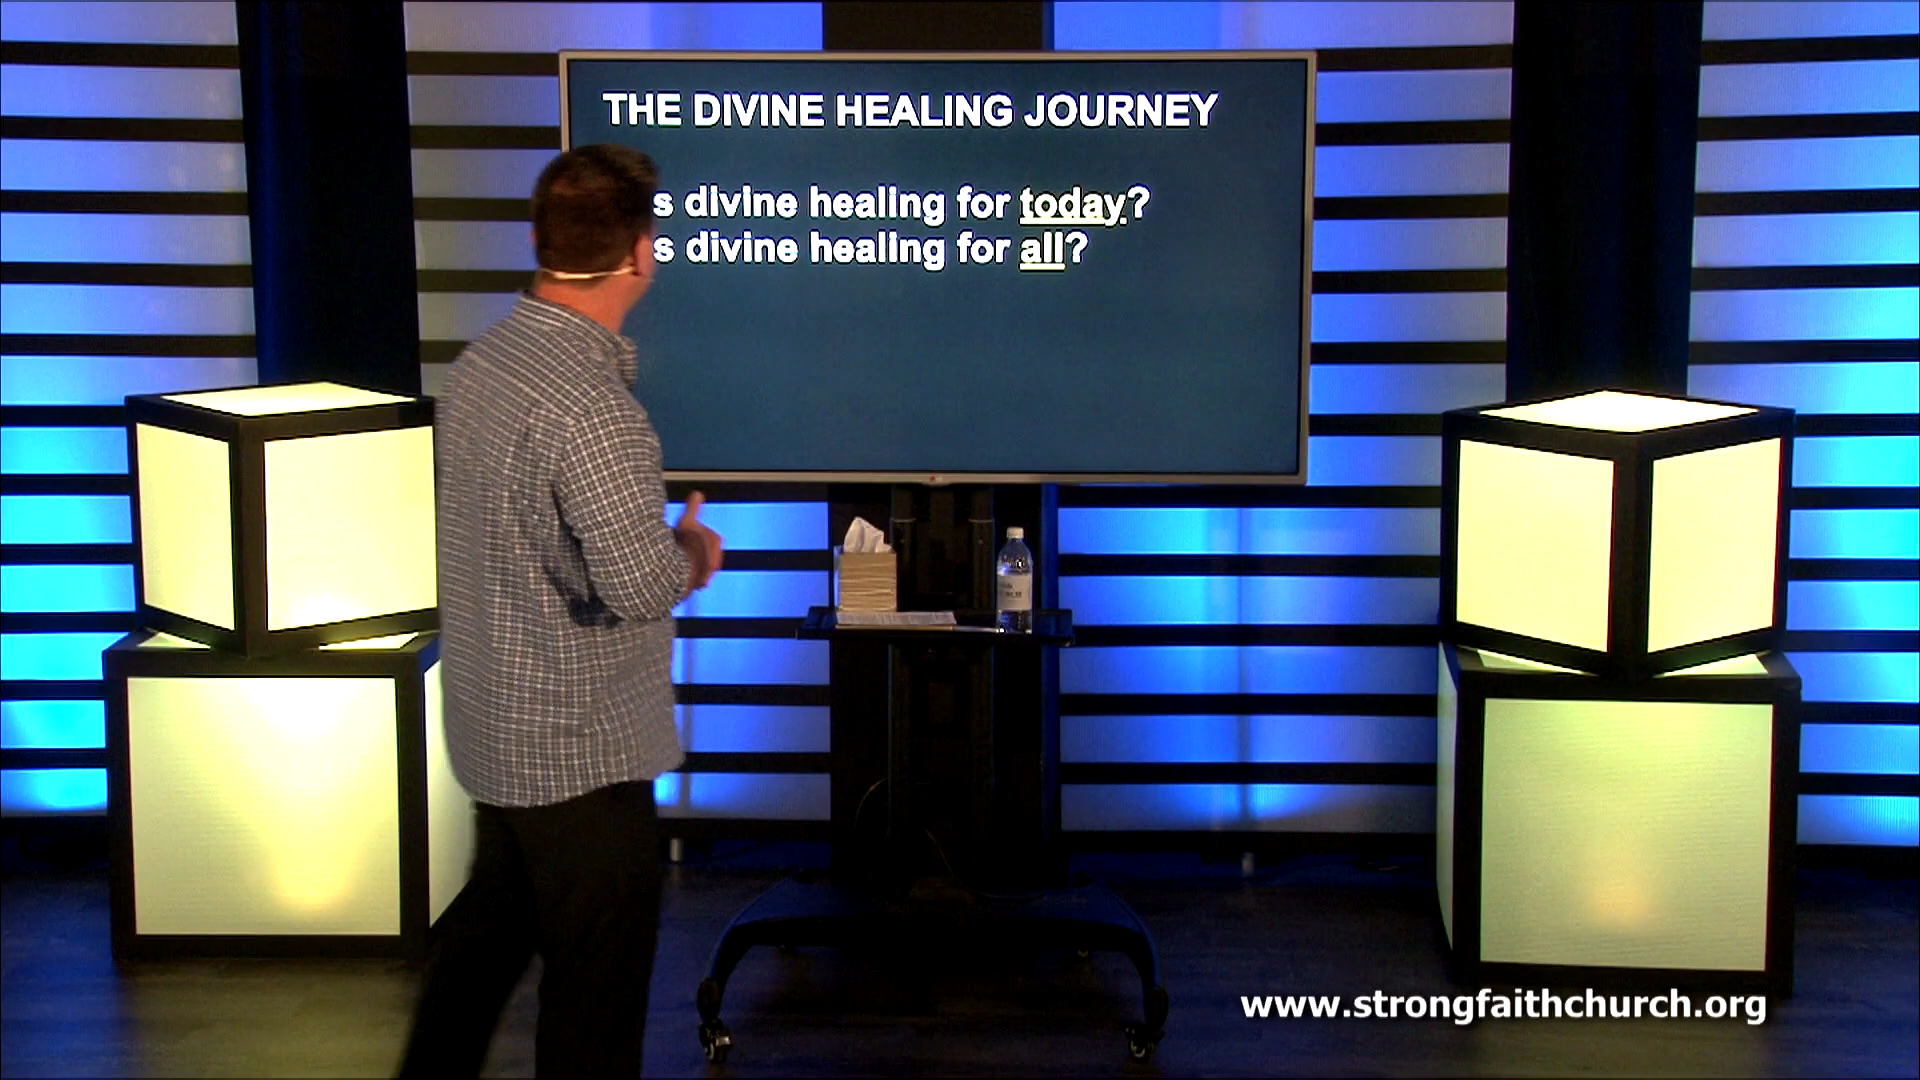 THE DIVINE HEALING JOURNEY
s divine healing for today?
s divine healing for all?
www.strongfaithchurch.org